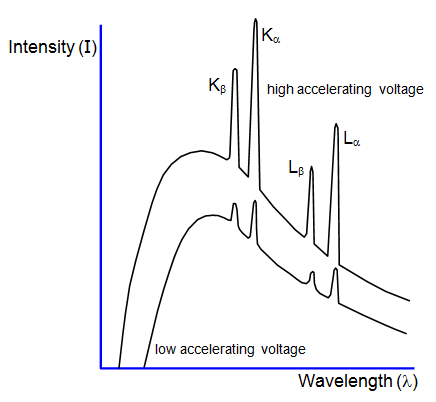 Intensity (I)
Kα
Kβ
high accelerating voltage
Lα
Lβ
low accelerating voltage
Wavelength (λ)